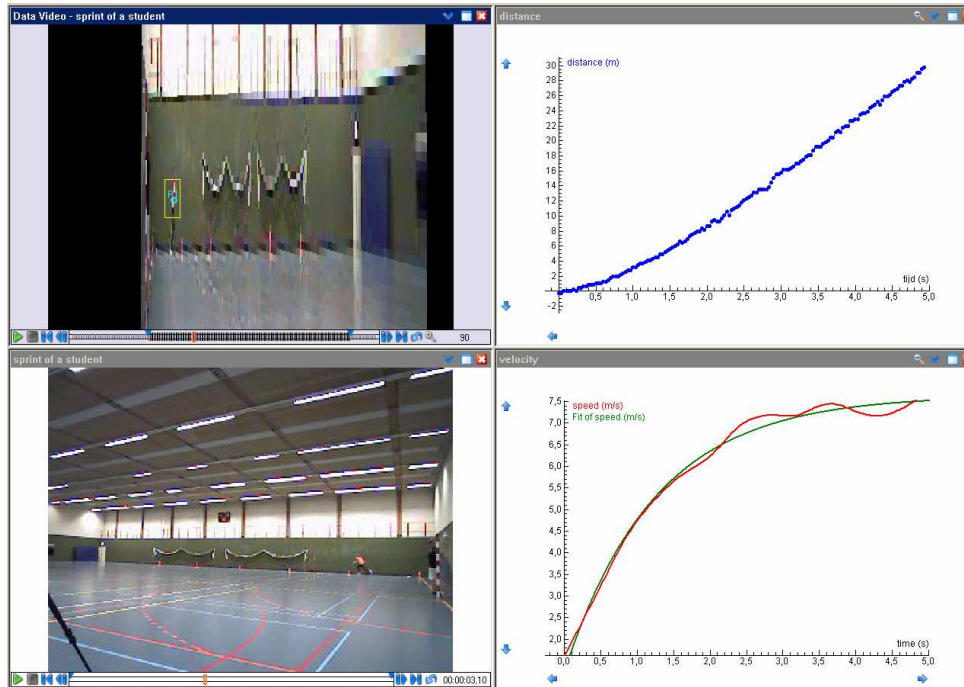 Data Video - sprint of a student
90
distance
distance (m)
30
28
26
24
22
20
18
16
14
12
10
8
6
4
2
-2
0,5 1,0 1,5 2,0 2,5 3,0 3,5 4,0 4,5 5,0
tijd (s)
sprint of a student
00:00:03,10
velocity
speed (m/s)
Fit of speed (m/s)
7,5
7,0
6,5
6,0
5,5
5,0
4,5
4,0
3,5
3,0
2,5
2,0
0,0 0,5 1,0 1,5 2,0 2,5 3,0 3,5 4,0 4,5 5,0
time (s)